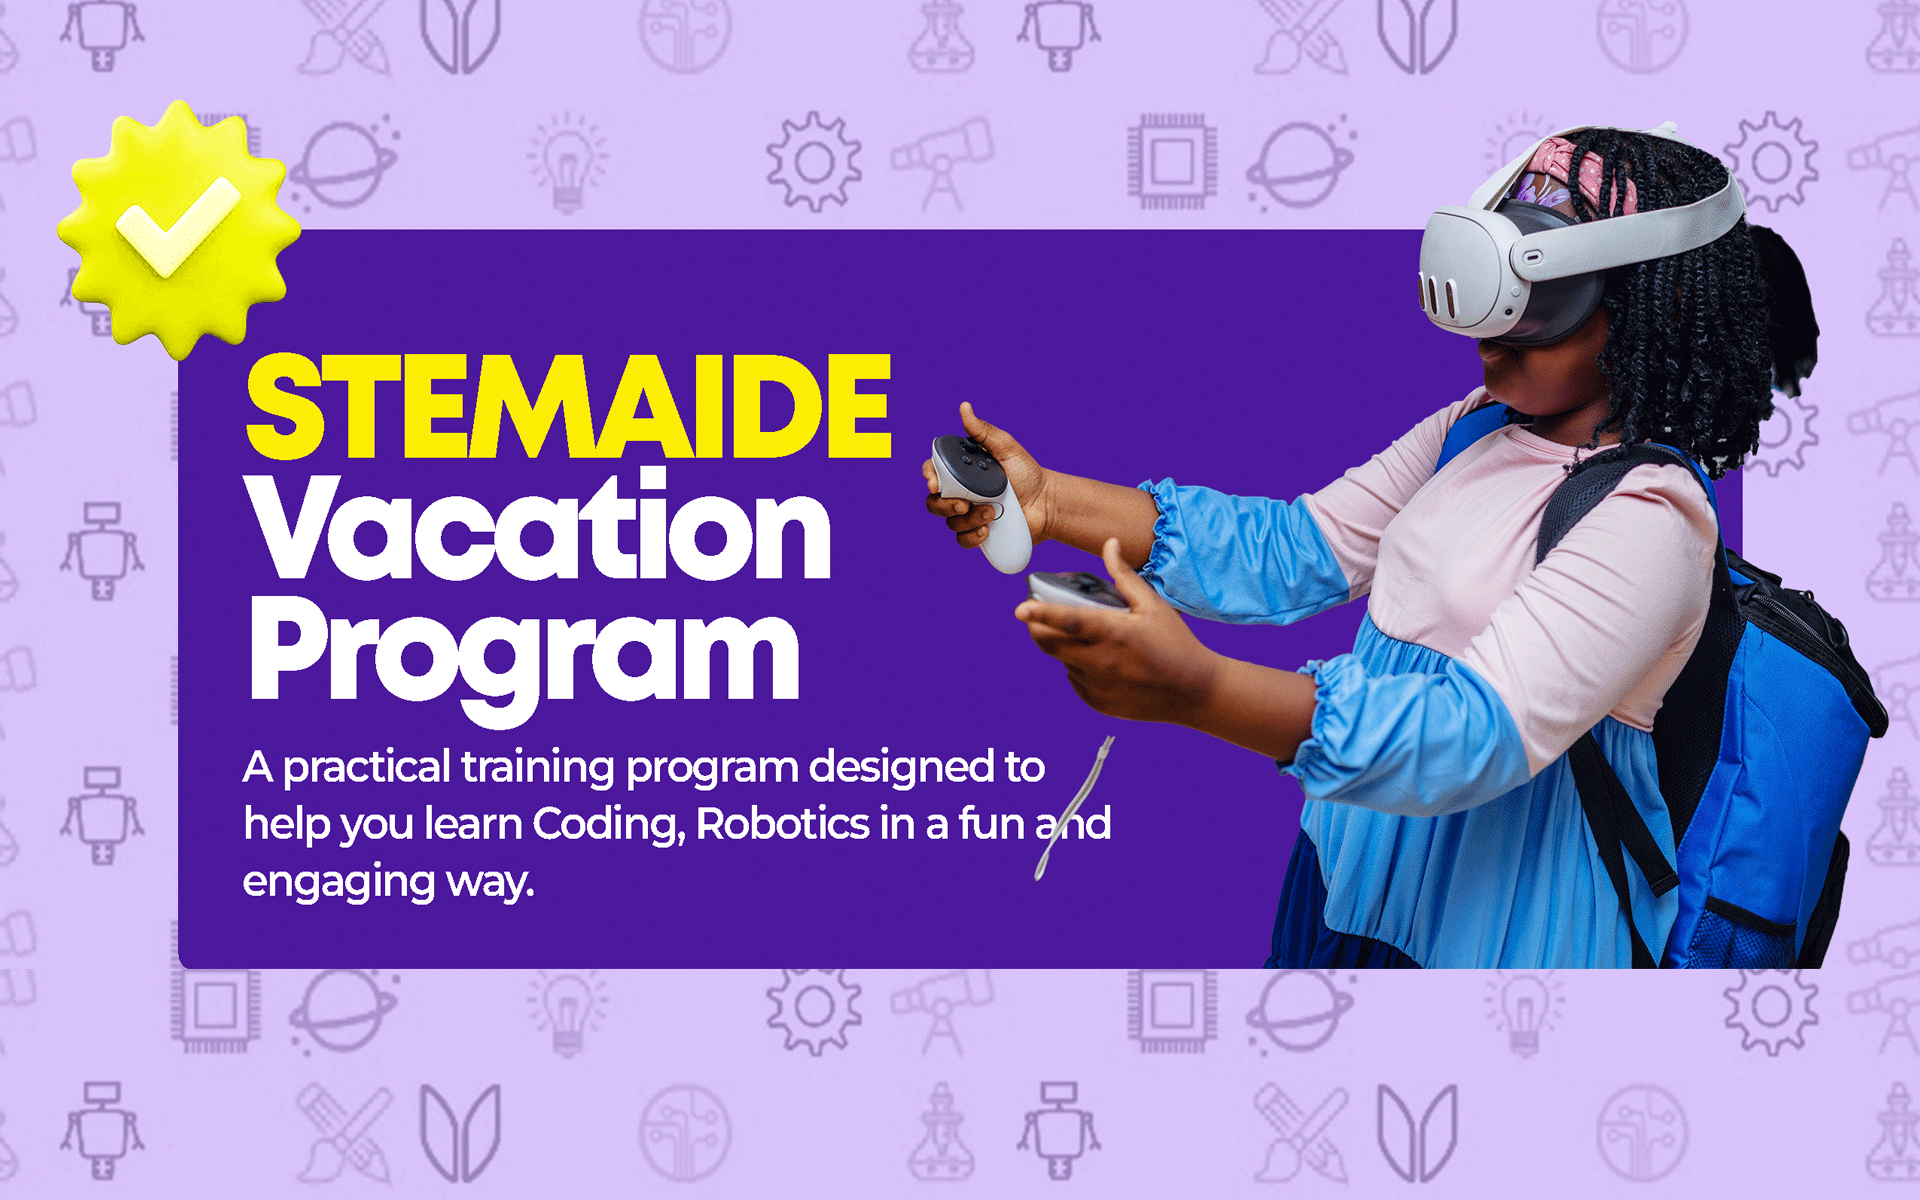 STEMAIDE
Vacation
Program
A practical training program designed to
help you learn Coding, Robotics in a fun and
engaging way.